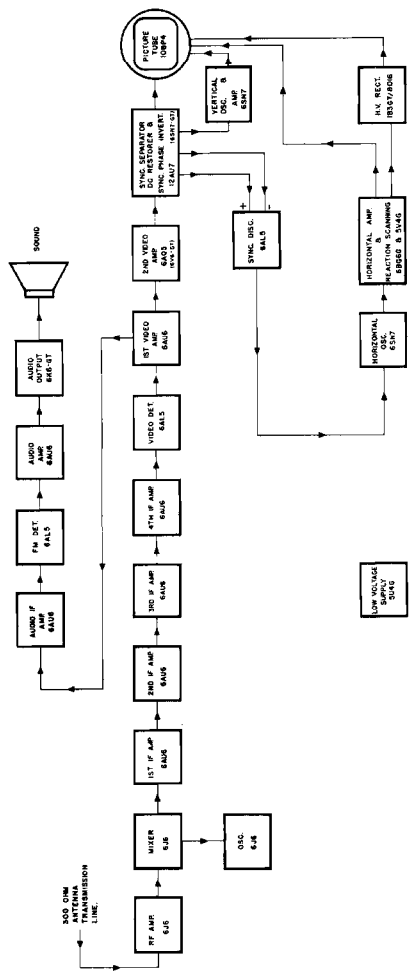 300 OHM
ANTENNA
TRANSMISSION
LINE.
RF AMP.
6J6
MIXER
6J6
OSC.
6J6
1ST IF AMP
6AU6
2ND IF AMP.
6AU6
3RD IF AMP.
6AU6
4TH IF AMP.
6AU6
VIDEO DET.
6AL5
1ST VIDEO
AMP.
6AU6
2ND VIDEO
AMP.
6AQ5
(6V6-GT)
SYNC SEPARATOR
DC RESTORER &
SYNC PHASE INVERT.
12AU7
(6SN7-GT)
PICTURE
TUBE
10BP4
AUDIO IF
AMP.
6AU6
FM DET.
6AL5
AUDIO
AMP.
6AU6
AUDIO
OUTPUT
6K6-GT
SOUND
VERTICAL
OSC. &
AMP.
6SN7
+
-
SYNC DISC.
6AL5
HORIZONTAL
OSC.
6SN7
HORIZONTAL AMP.
&
REACTION SCANNING
6BG6G & 5V4G
H.V. RECT.
1B3GT/8016
LOW VOLTAGE
SUPPLY
5U4G